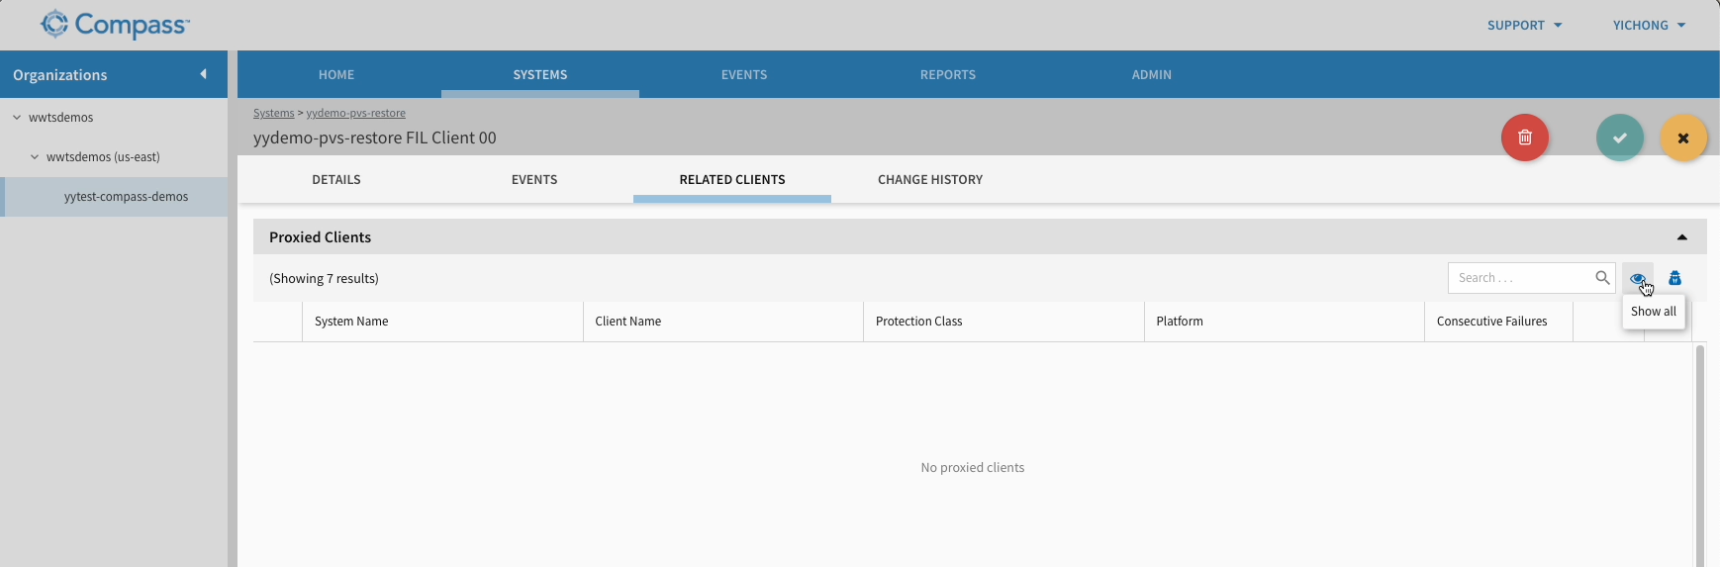 Compass™
SUPPORT
YICHONG
Organizations
HOME
SYSTEMS
EVENTS
REPORTS
ADMIN
wwtsdemos
wwtsdemos (us-east)
yytest-compass-demos
Systems > yydemo-pvs-restore
yydemo-pvs-restore FIL Client 00
DETAILS
EVENTS
RELATED CLIENTS
CHANGE HISTORY
Proxied Clients
(Showing 7 results)
Search . . .
Show all
System Name
Client Name
Protection Class
Platform
Consecutive Failures
No proxied clients